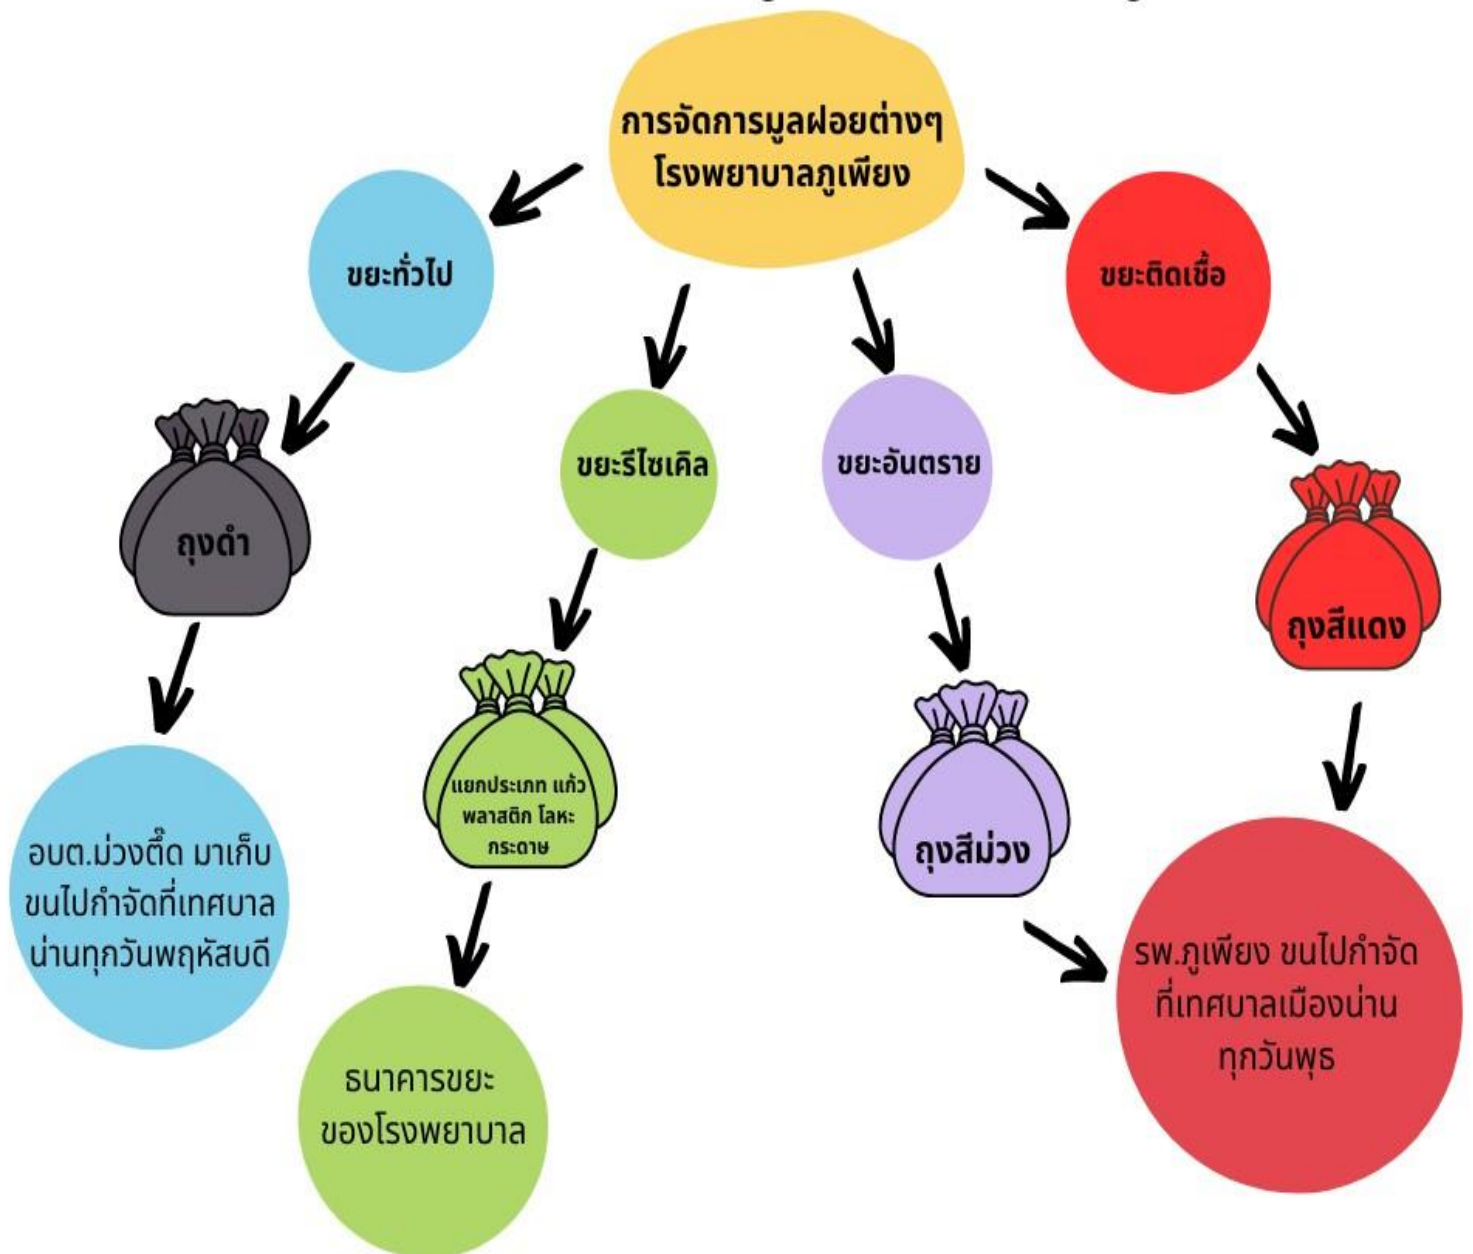 การจัดการมูลฝอยต่างๆ
โรงพยาบาลภูเพียง
ขยะทั่วไป
ขยะติดเชื้อ
ขยะรีไซเคิล
ขยะอันตราย
ถุงดำ
ถุงสีแดง
แยกประเภท แก้ว
พลาสติก โลหะ
กระดาษ
ถุงสีม่วง
อบต.ม่วงตึ๊ด มาเก็บ
ขนไปกำจัดที่เทศบาล
น่านทุกวันพฤหัสบดี
รพ.ภูเพียง ขนไปกำจัด
ที่เทศบาลเมืองน่าน
ทุกวันพุธ
ธนาคารขยะ
ของโรงพยาบาล